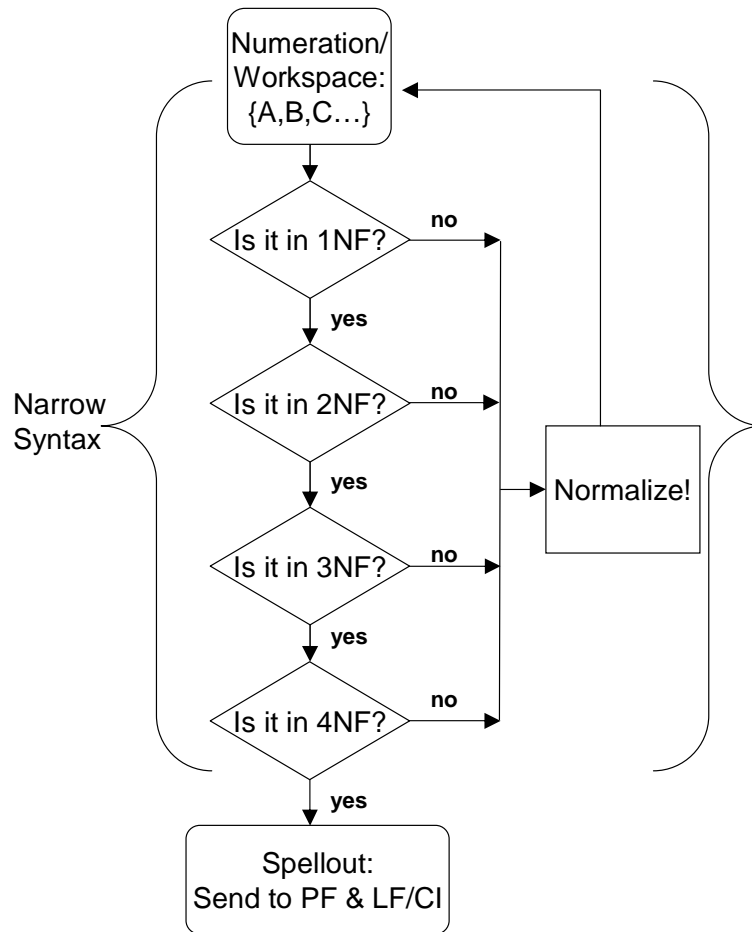 Numeration/
Workspace:
{A,B,C…}
Is it in 1NF?
no
yes
Is it in 2NF?
no
yes
Narrow
Syntax
Normalize!
Is it in 3NF?
no
yes
Is it in 4NF?
no
yes
Spellout:
Send to PF & LF/CI